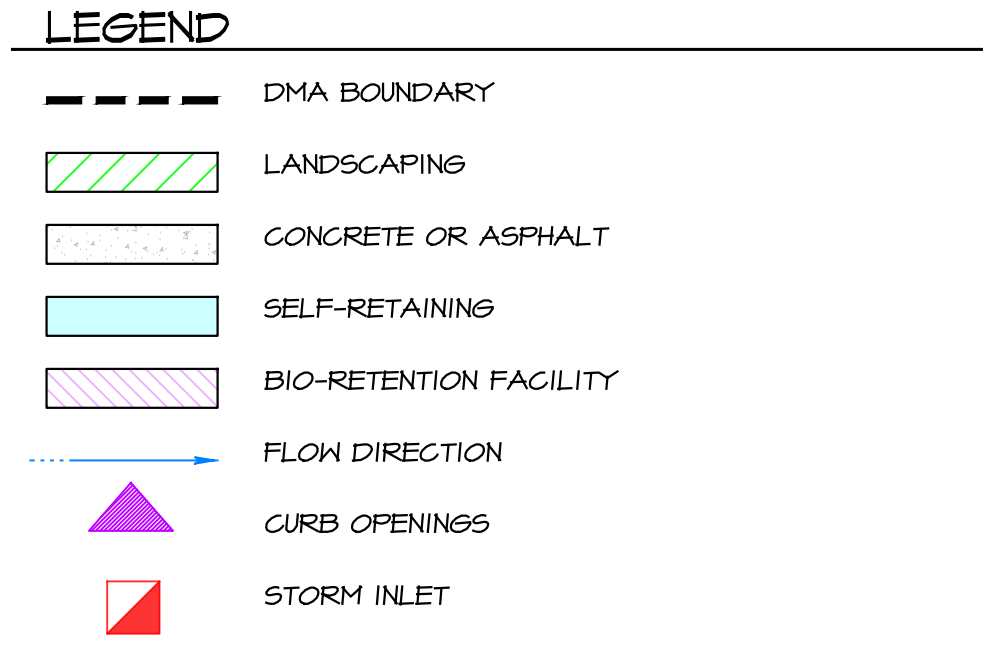 LEGEND
DMA BOUNDARY
LANDSCAPING
CONCRETE OR ASPHALT
SELF-RETAINING
BIO-RETENTION FACILITY
FLOW DIRECTION
CURB OPENINGS
STORM INLET